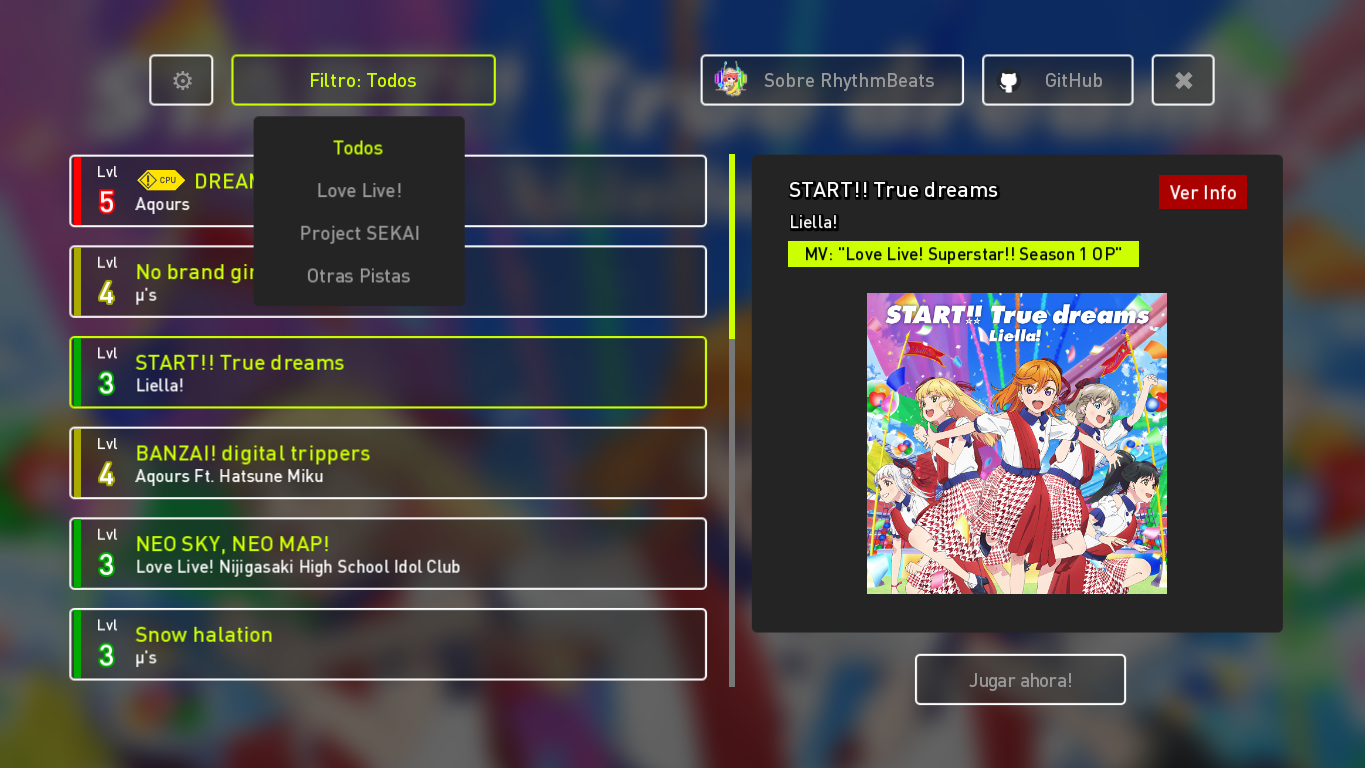 Filtro: Todos
Sobre RhythmBeats
GitHub
Todos
Love Live!
Project SEKAI
Otras Pistas
Lvl
5
CPU
DREAM
Aqours
Lvl
4
No brand gir
µ's
Lvl
3
START!! True dreams
Liella!
Lvl
4
BANZAI! digital trippers
Aqours Ft. Hatsune Miku
Lvl
3
NEO SKY, NEO MAP!
Love Live! Nijigasaki High School Idol Club
Lvl
3
Snow halation
µ's
START!! True dreams
Ver Info
Liella!
MV: "Love Live! Superstar!! Season 1 OP"
START!! True dreams
Liella!
Jugar ahora!